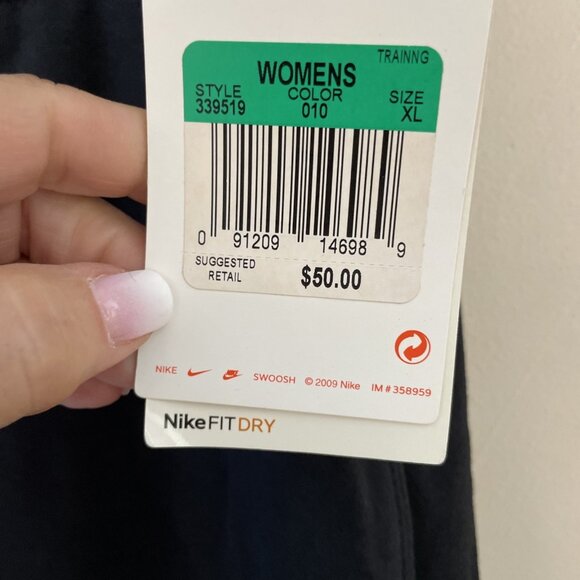 TRAINNG
WOMENS
STYLE COLOR SIZE
339519 010 XL
0 91209 14698 9
SUGGESTED
RETAIL $50.00
NIKE SWOOSH © 2009 Nike IM # 358959
NikeFITDRY